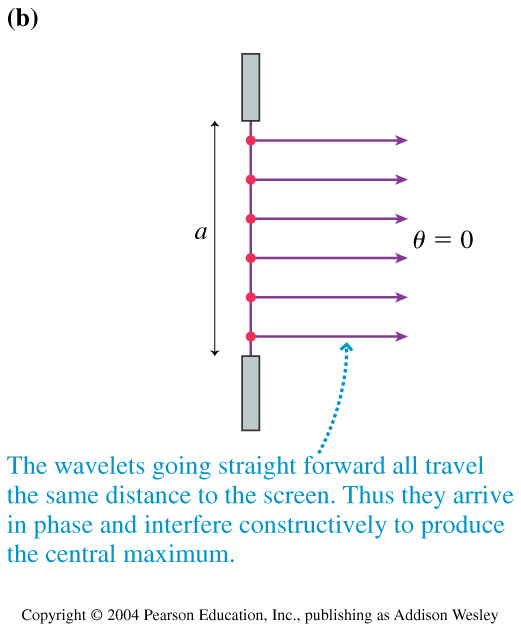 (b)
a
θ = 0
The wavelets going straight forward all travel
the same distance to the screen. Thus they arrive
in phase and interfere constructively to produce
the central maximum.
Copyright © 2004 Pearson Education, Inc., publishing as Addison Wesley